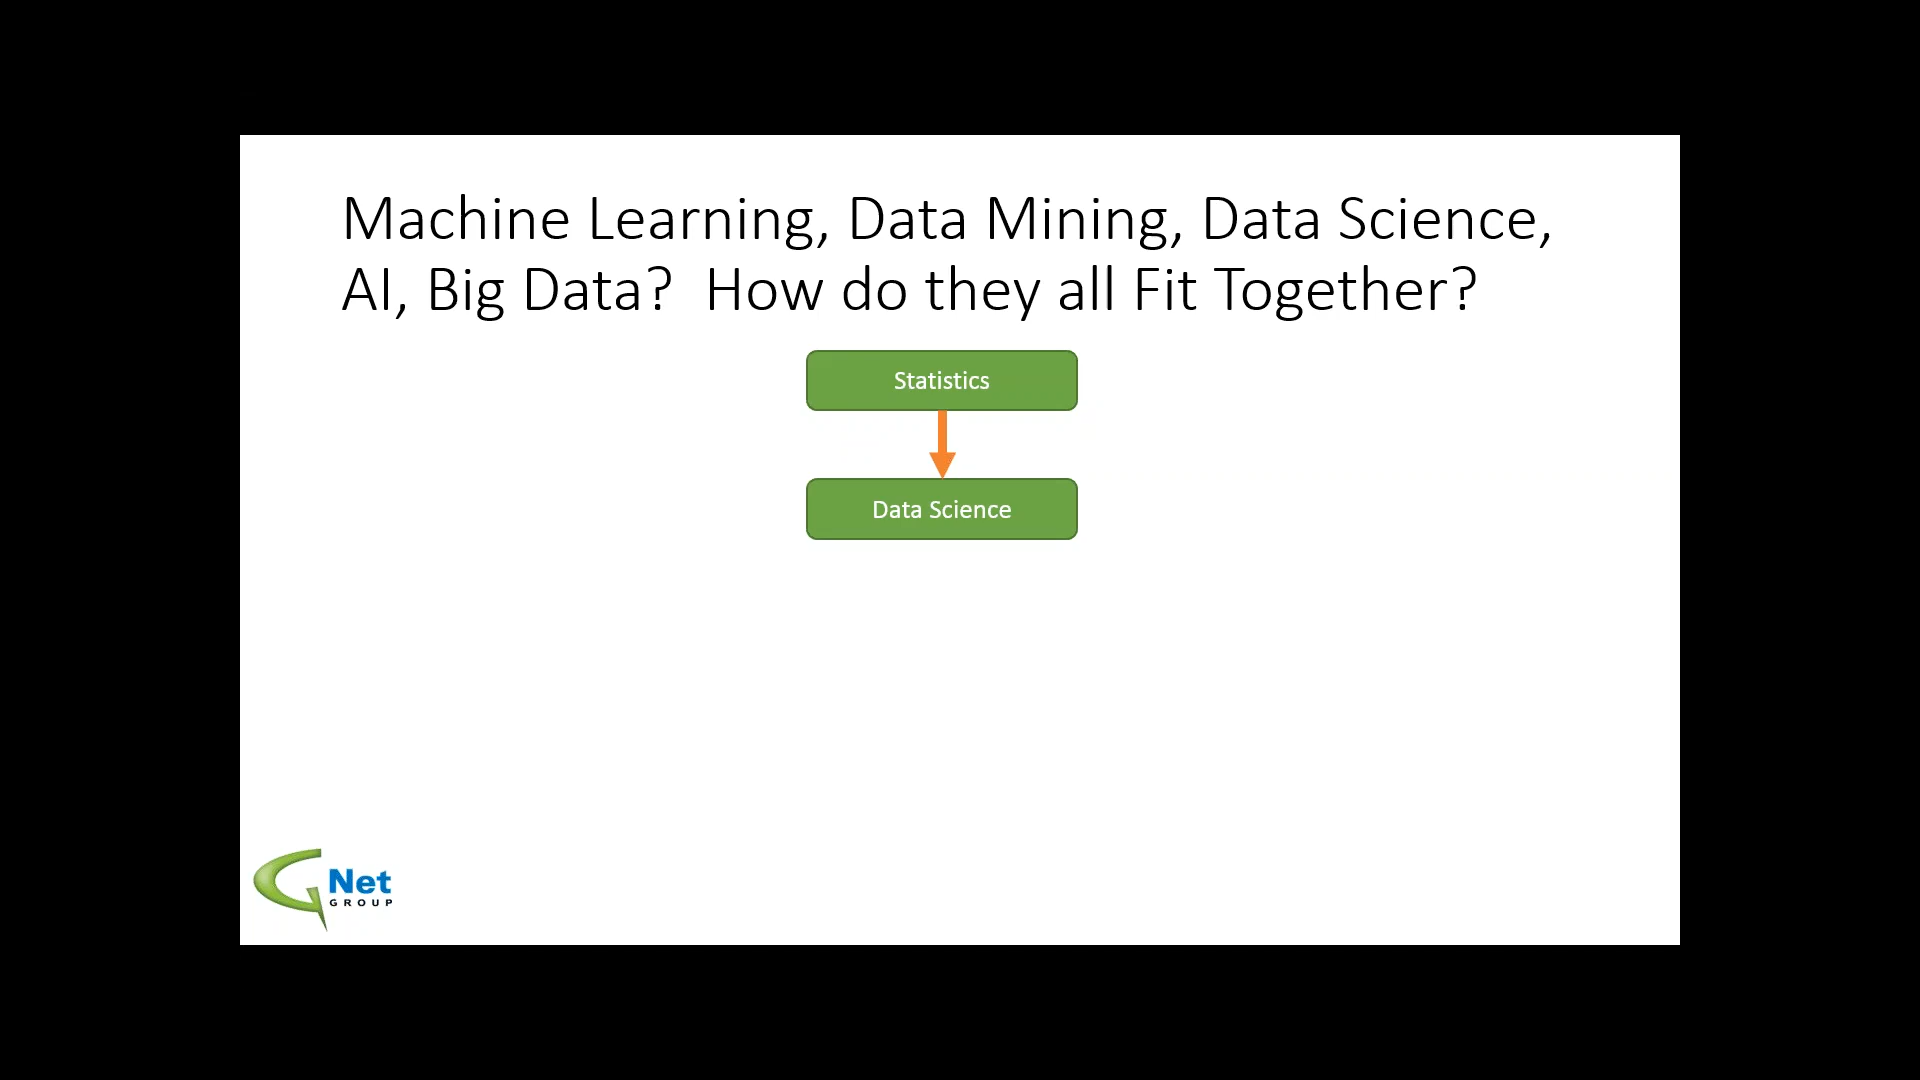 Machine Learning, Data Mining, Data Science,
AI, Big Data?  How do they all Fit Together?
Statistics
Data Science
Net
GROUP